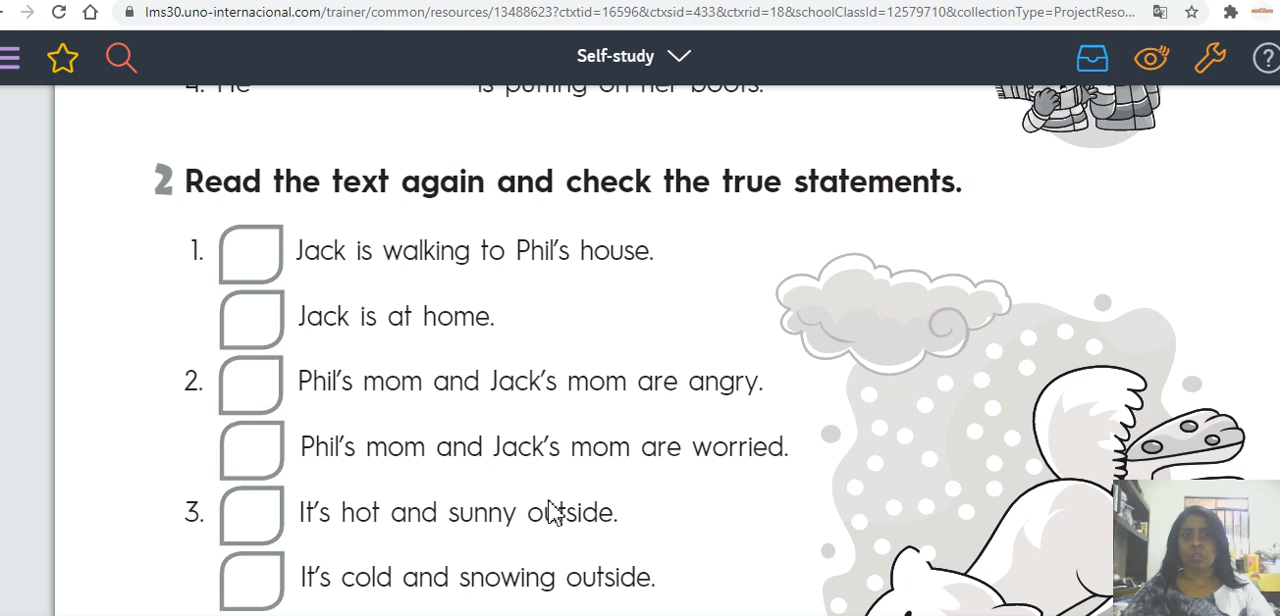 lms30.uno-internacional.com/trainer/common/resources/13488623?ctxtid=16596&ctxsid=433&ctxrid=18&schoolClassId=12579710&collectionType=ProjectReso...
Self-study
4. He is putting on her boots.
2 Read the text again and check the true statements.
1. Jack is walking to Phil's house.
Jack is at home.
2. Phil's mom and Jack's mom are angry.
Phil's mom and Jack's mom are worried.
3. It's hot and sunny outside.
It's cold and snowing outside.